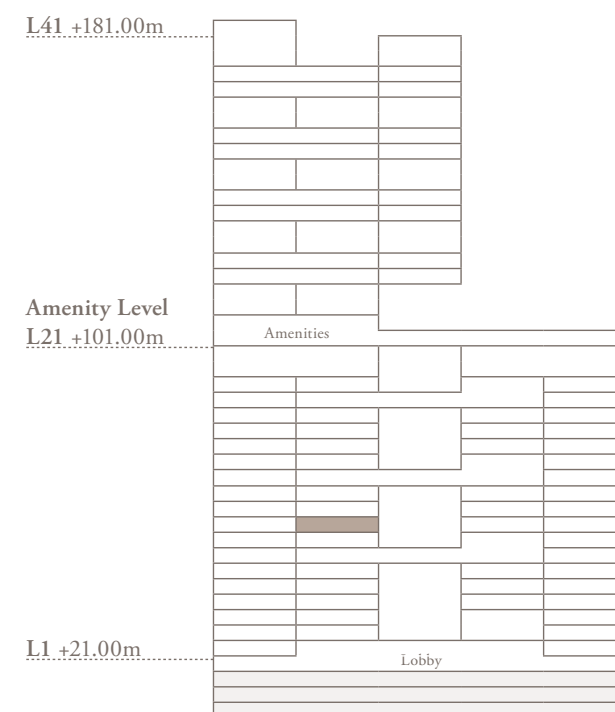 L41 +181.00m
Amenity Level
L21 +101.00m
Amenities
L1 +21.00m
Lobby